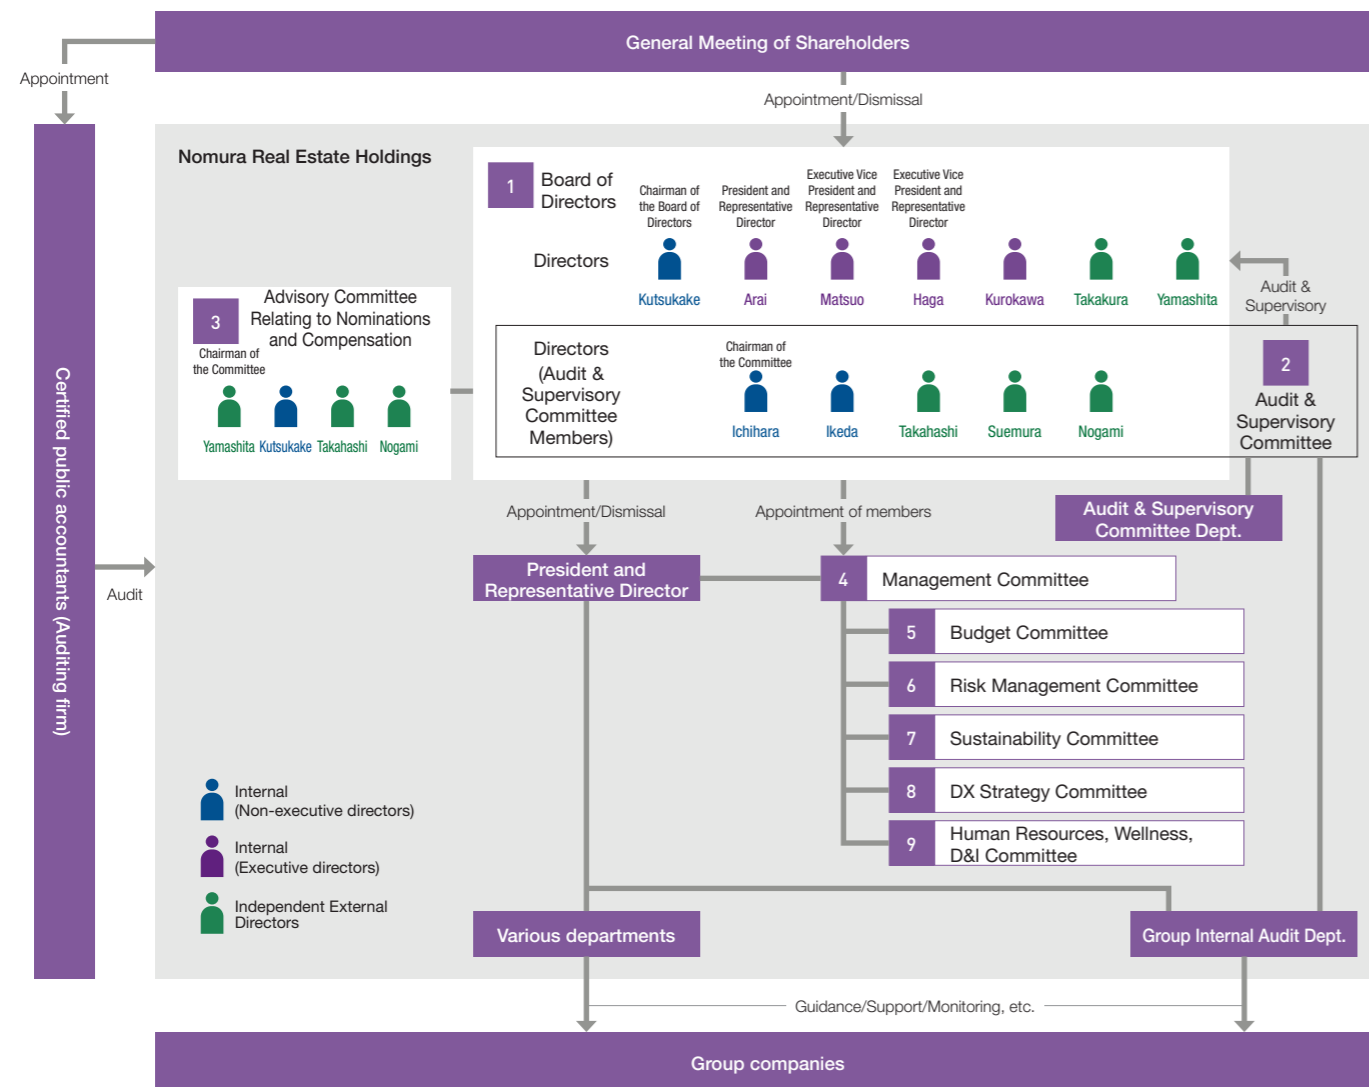 General Meeting of Shareholders
Appointment
Appointment/Dismissal
Certified public accountants (Auditing firm)
Audit
Nomura Real Estate Holdings
1
Board of
Directors
Chairman of
the Board of
Directors
President and
Representative
Director
Executive Vice
President and
Representative
Director
Executive Vice
President and
Representative
Director
Directors
Kutsukake
Arai
Matsuo
Haga
Kurokawa
Takakura
Yamashita
Audit &
Supervisory
3
Advisory Committee
Relating to Nominations
and Compensation
Chairman of
the Committee
Yamashita
Kutsukake
Takahashi
Nogami
Directors
(Audit &
Supervisory
Committee
Members)
Chairman of
the Committee
Ichihara
Ikeda
Takahashi
Suemura
Nogami
2
Audit &
Supervisory
Committee
Appointment/Dismissal
Appointment of members
Audit & Supervisory
Committee Dept.
President and
Representative Director
4
Management Committee
5
Budget Committee
6
Risk Management Committee
7
Sustainability Committee
8
DX Strategy Committee
9
Human Resources, Wellness,
D&I Committee
Internal
(Non-executive directors)
Internal
(Executive directors)
Independent External
Directors
Various departments
Group Internal Audit Dept.
Guidance/Support/Monitoring, etc.
Group companies